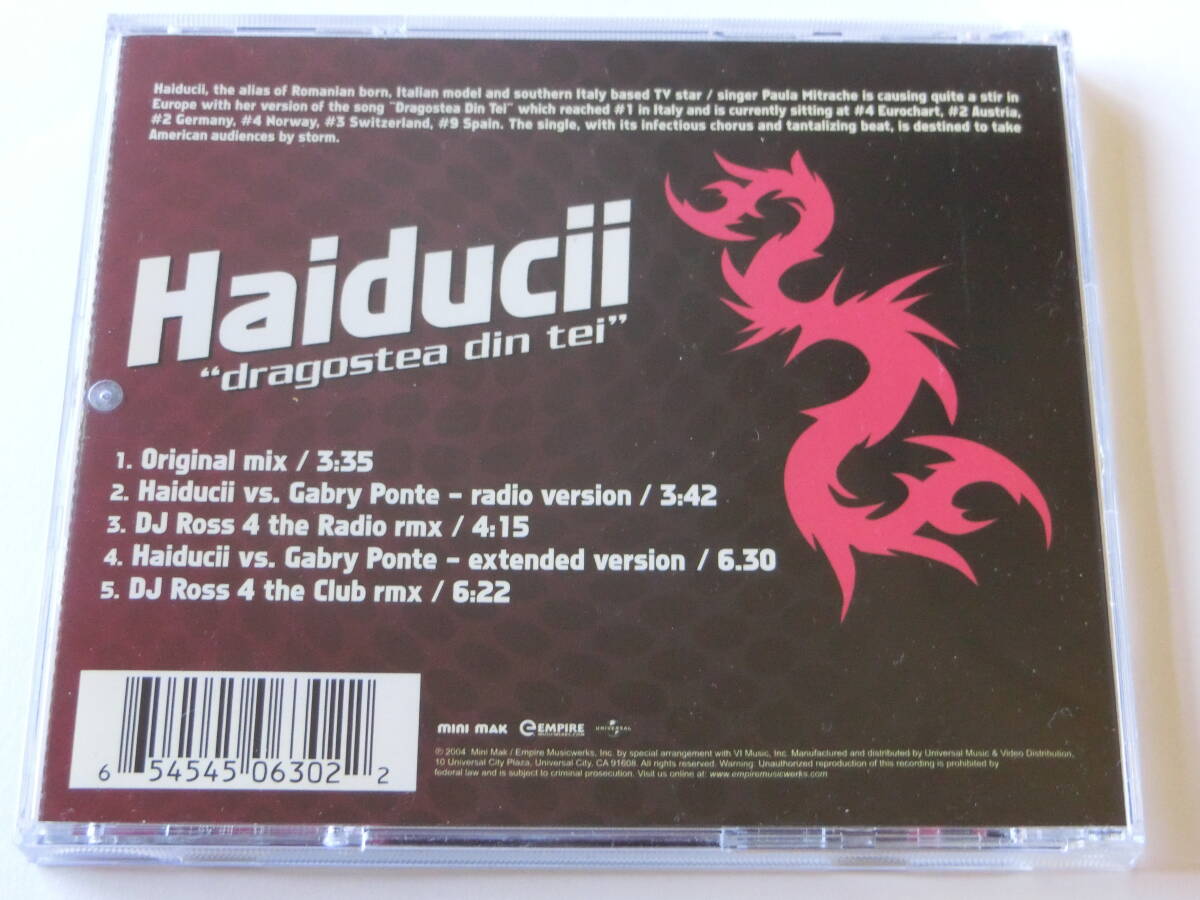 Haiducii, the alias of Romanian born, Italian model and southern Italy based TV star / singer Paula Mitrache is causing quite a stir in
Europe with her version of the song "Dragostea Din Tei" which reached #1 in Italy and is currently sitting at #4 Eurochart, #2 Austria,
#2 Germany, #4 Norway, #3 Switzerland, #9 Spain. The single, with its infectious chorus and tantalizing beat, is destined to take
American audiences by storm.
Haiducii
"dragostea din tei"
1. Original mix / 3:35
2. Haiducii vs. Gabry Ponte - radio version / 3:42
3. DJ Ross 4 the Radio rmx / 4:15
4. Haiducii vs. Gabry Ponte - extended version / 6.30
5. DJ Ross 4 the Club rmx / 6:22
6 54545 06302 2
MINI MAK EMPIRE MUSICWERKS.COM UNIVERSAL
℗ 2004 Mini Mak / Empire Musicwerks, Inc. by special arrangement with VI Music, Inc. Manufactured and distributed by Universal Music & Video Distribution,
10 Universal City Plaza, Universal City, CA 91608. All rights reserved. Warning: Unauthorized reproduction of this recording is prohibited by
federal law and is subject to criminal prosecution. Visit us online at: www.empiremusicwerks.com